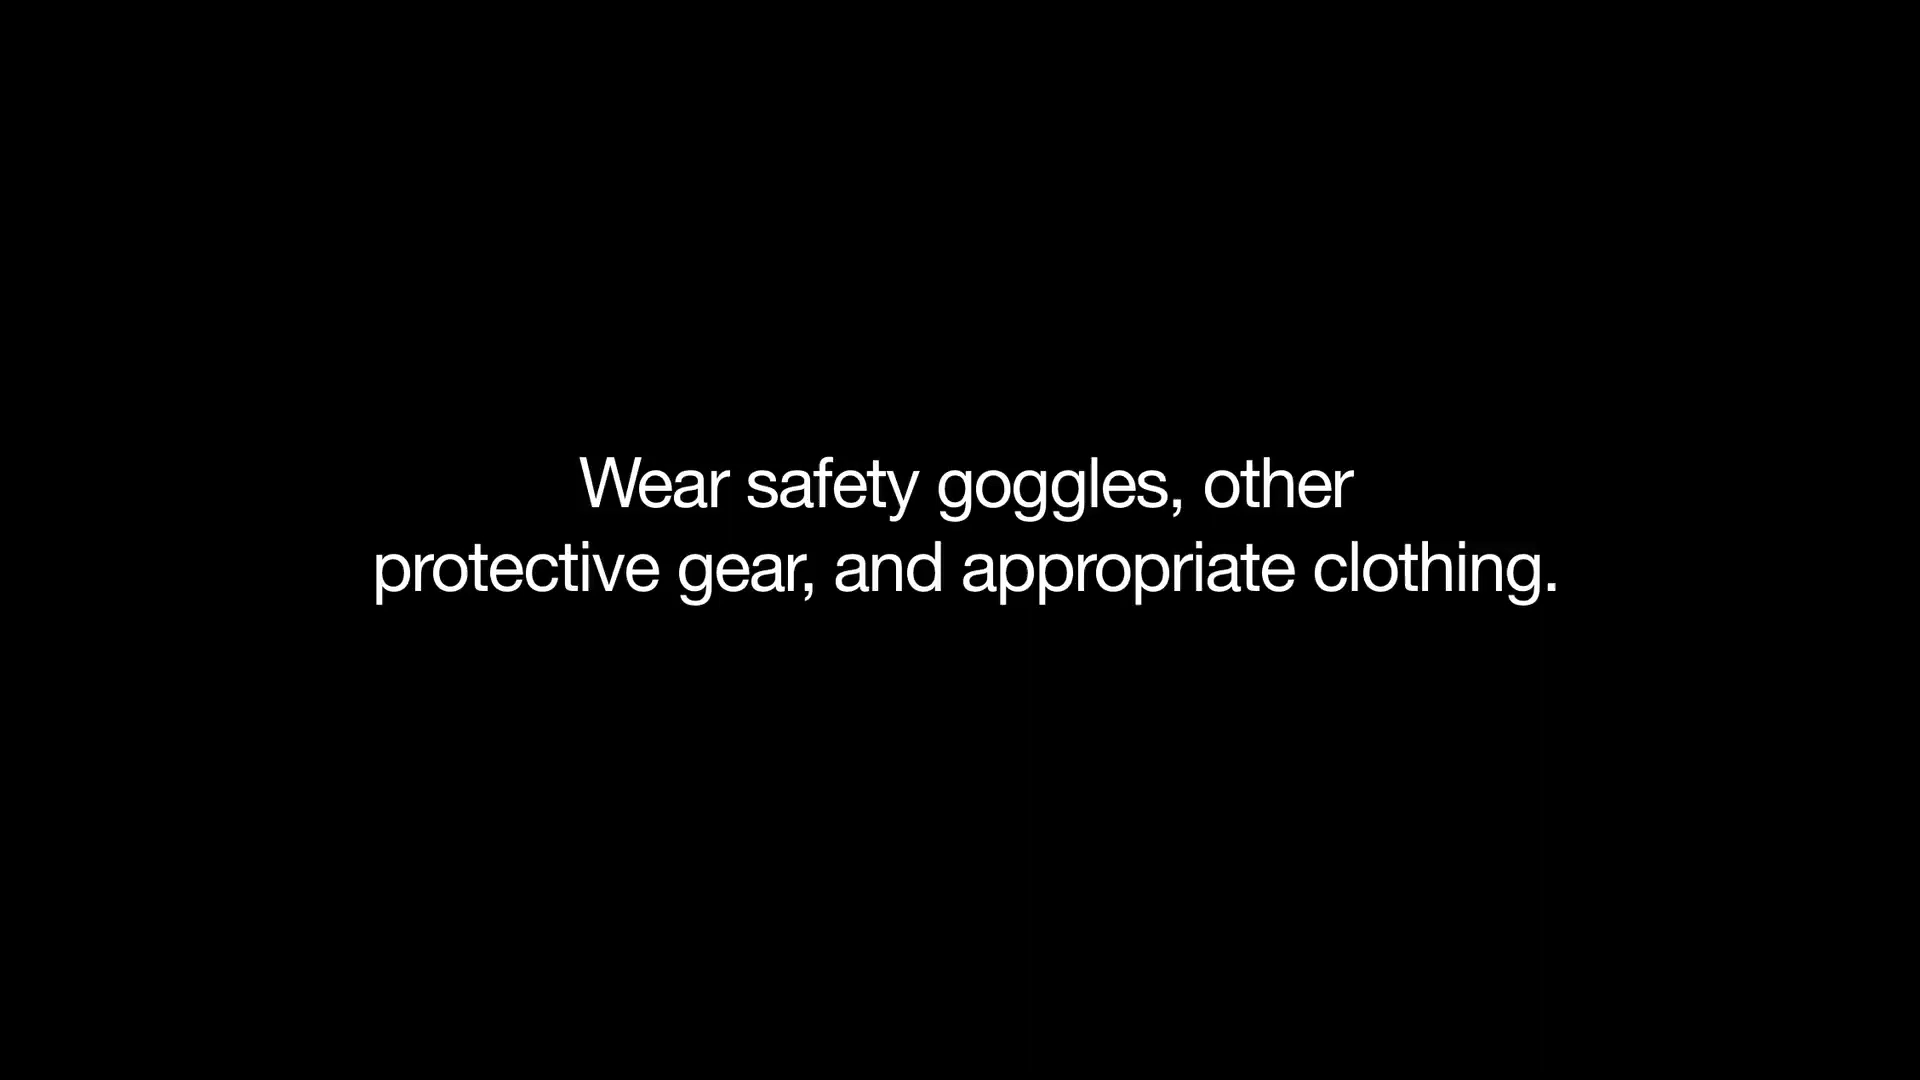 Wear safety goggles, other
protective gear, and appropriate clothing.